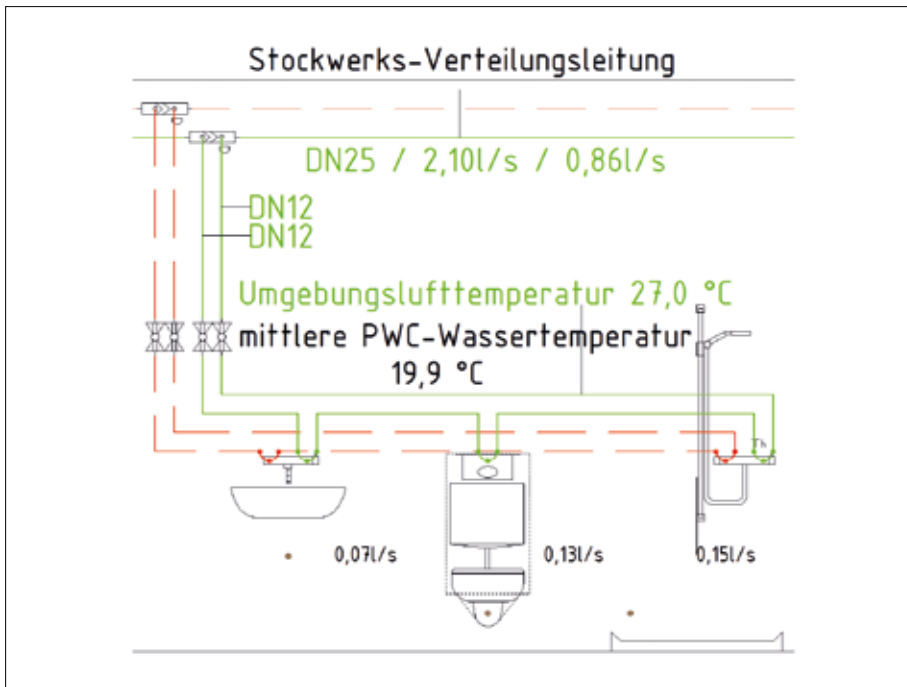 Stockwerks-Verteilungsleitung
DN25 / 2,10l/s / 0,86l/s
DN12
DN12
Umgebungslufttemperatur 27,0 °C
mittlere PWC-Wassertemperatur
19,9 °C
Th
0,07l/s
0,13l/s
0,15l/s